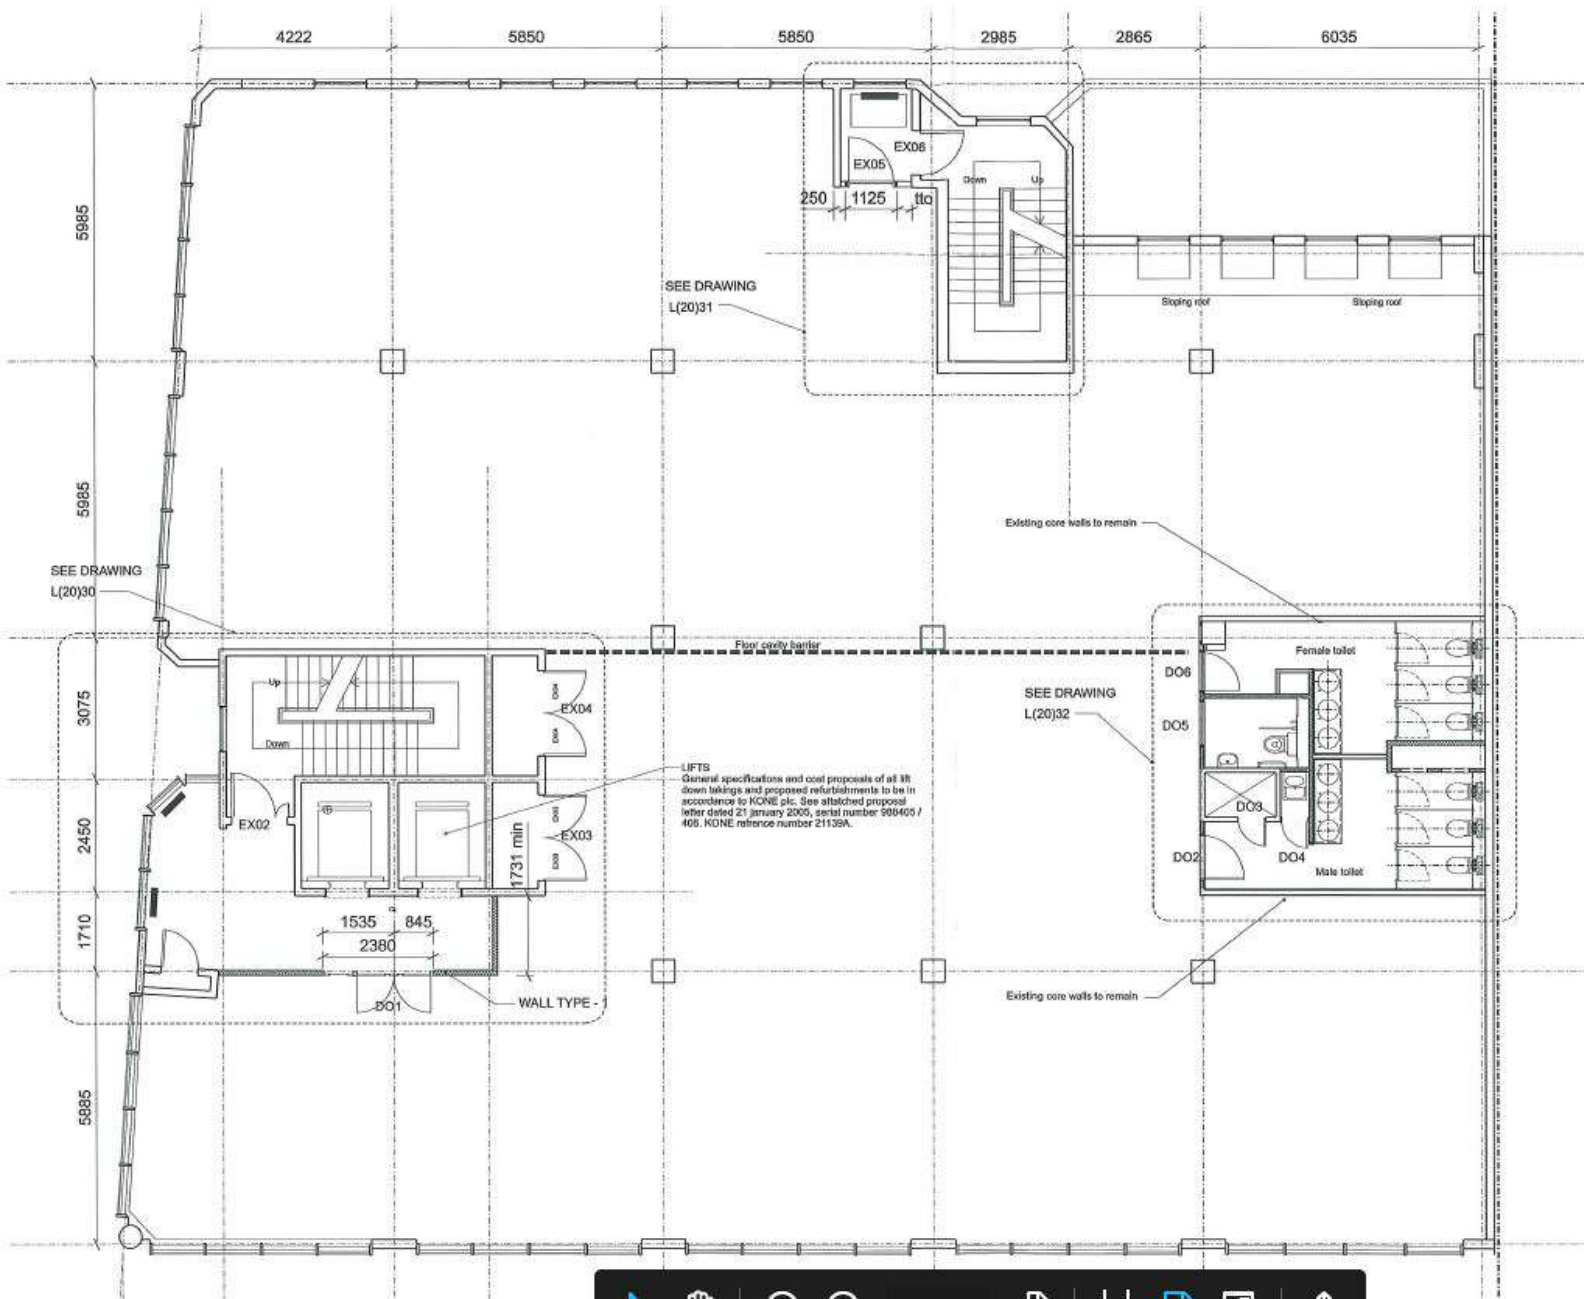 4222
5850
5850
2985
2865
6035
5985
EX06
EX05
Down
Up
250
1125
SEE DRAWING
L(20)31
Sloping roof
Sloping roof
5985
Existing core walls to remain
SEE DRAWING
L(20)30
Floor cavity barrier
Female toilet
DO6
3075
Up
Down
EX04
SEE DRAWING
L(20)32
DO5
LIFTS
General specifications and cost proposals of all lift
down takings and proposed refurbishments to be in
accordance to KONE plc. See attatched proposal
letter dated 21 january 2005, serial number 986405 /
406. KONE refrence number 21139A.
2450
EX02
EX03
1731 min
DO3
DO2
DO4
Male toilet
1710
1535
845
2380
DO1
WALL TYPE - 1
Existing core walls to remain
5885